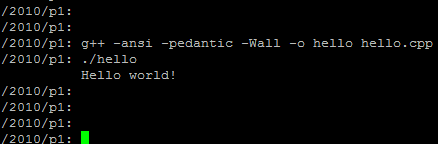 /2010/p1:
/2010/p1:
/2010/p1: g++ -ansi -pedantic -Wall -o hello hello.cpp
/2010/p1: ./hello
Hello world!
/2010/p1:
/2010/p1:
/2010/p1:
/2010/p1: